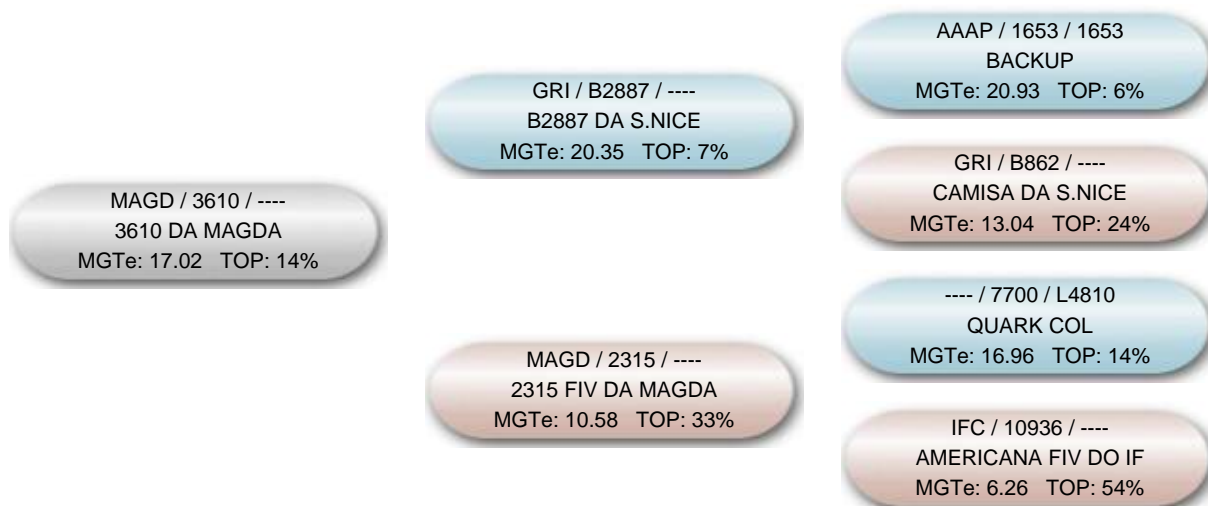 MAGD / 3610 / ----
3610 DA MAGDA
MGTe: 17.02 TOP: 14%
GRI / B2887 / ----
B2887 DA S.NICE
MGTe: 20.35 TOP: 7%
MAGD / 2315 / ----
2315 FIV DA MAGDA
MGTe: 10.58 TOP: 33%
AAAP / 1653 / 1653
BACKUP
MGTe: 20.93 TOP: 6%
GRI / B862 / ----
CAMISA DA S.NICE
MGTe: 13.04 TOP: 24%
---- / 7700 / L4810
QUARK COL
MGTe: 16.96 TOP: 14%
IFC / 10936 / ----
AMERICANA FIV DO IF
MGTe: 6.26 TOP: 54%